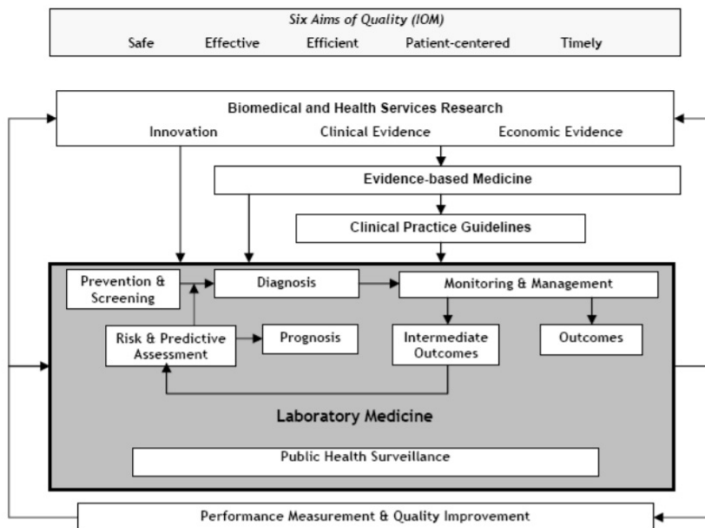 Six Aims of Quality (IOM)
Safe Effective Efficient Patient-centered Timely
Biomedical and Health Services Research
Innovation Clinical Evidence Economic Evidence
Evidence-based Medicine
Clinical Practice Guidelines
Prevention &
Screening
Diagnosis
Monitoring & Management
Risk & Predictive
Assessment
Prognosis
Intermediate
Outcomes
Outcomes
Laboratory Medicine
Public Health Surveillance
Performance Measurement & Quality Improvement